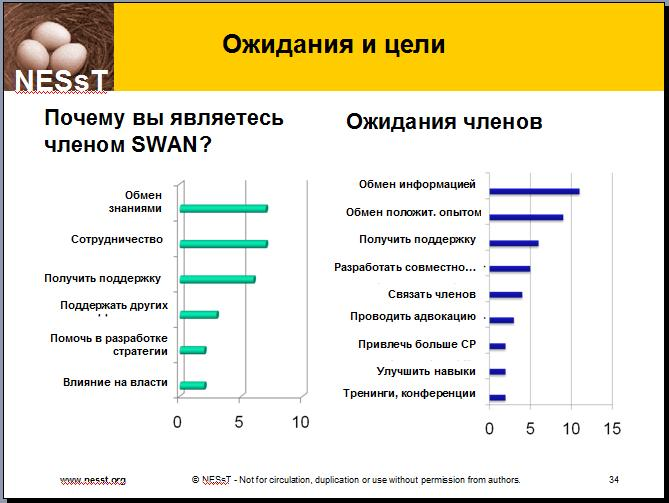 Ожидания и цели
NESsT
Почему вы являетесь
членом SWAN?
Обмен
знаниями
Сотрудничество
Получить поддержку
Поддержать других
Помочь в разработке
стратегии
Влияние на власти
0 5 10
Ожидания членов
Обмен информацией
Обмен положит. опытом
Получить поддержку
Разработать совместно...
Связать членов
Проводить адвокацию
Привлечь больше СР
Улучшить навыки
Тренинги, конференции
0 5 10 15
www.nesst.org
© NESsT - Not for circulation, duplication or use without permission from authors.
34